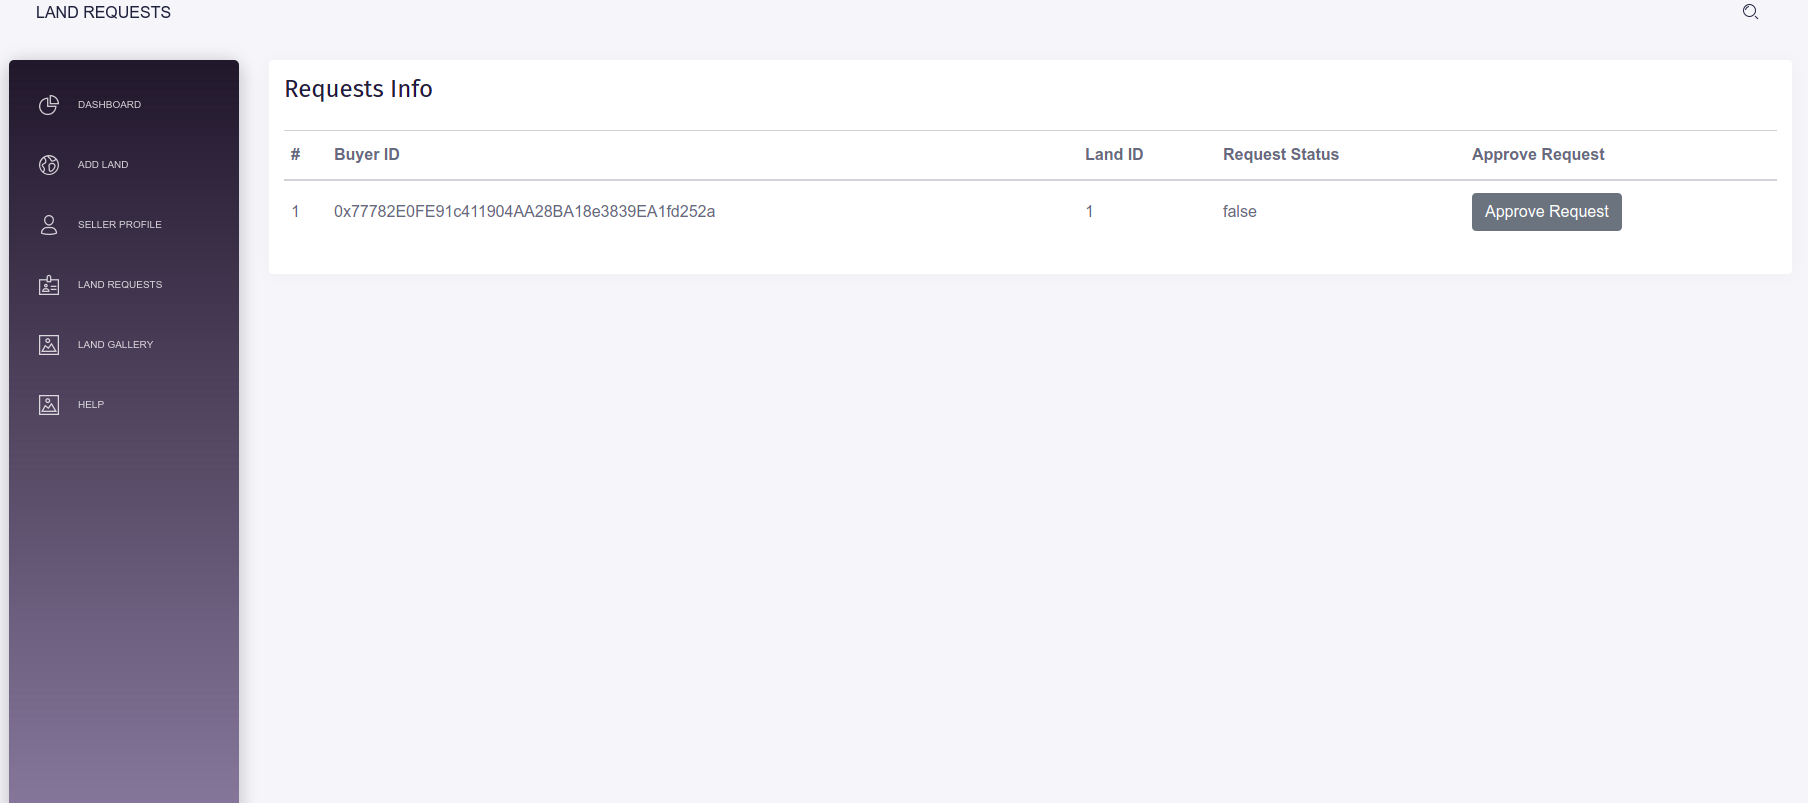 LAND REQUESTS
DASHBOARD
ADD LAND
SELLER PROFILE
LAND REQUESTS
LAND GALLERY
HELP
Requests Info
# Buyer ID Land ID Request Status Approve Request
1 0x77782E0FE91c411904AA28BA18e3839EA1fd252a 1 false Approve Request